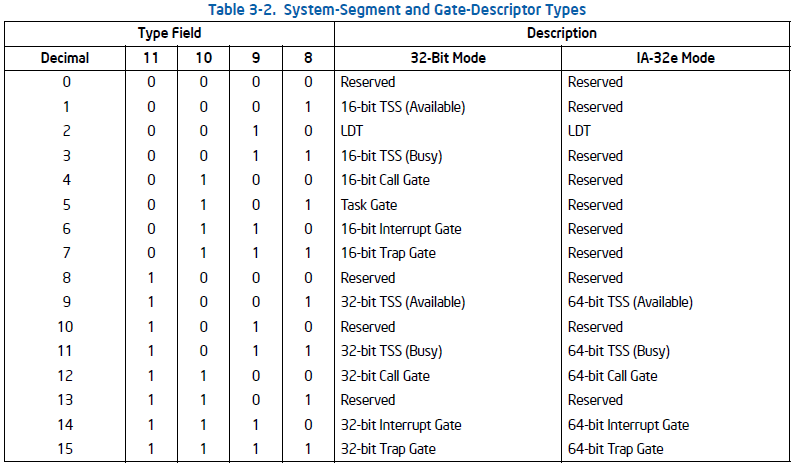 Table 3-2. System-Segment and Gate-Descriptor Types
Type Field Description
Decimal 11 10 9 8 32-Bit Mode IA-32e Mode
0 0 0 0 0 Reserved Reserved
1 0 0 0 1 16-bit TSS (Available) Reserved
2 0 0 1 0 LDT LDT
3 0 0 1 1 16-bit TSS (Busy) Reserved
4 0 1 0 0 16-bit Call Gate Reserved
5 0 1 0 1 Task Gate Reserved
6 0 1 1 0 16-bit Interrupt Gate Reserved
7 0 1 1 1 16-bit Trap Gate Reserved
8 1 0 0 0 Reserved Reserved
9 1 0 0 1 32-bit TSS (Available) 64-bit TSS (Available)
10 1 0 1 0 Reserved Reserved
11 1 0 1 1 32-bit TSS (Busy) 64-bit TSS (Busy)
12 1 1 0 0 32-bit Call Gate 64-bit Call Gate
13 1 1 0 1 Reserved Reserved
14 1 1 1 0 32-bit Interrupt Gate 64-bit Interrupt Gate
15 1 1 1 1 32-bit Trap Gate 64-bit Trap Gate